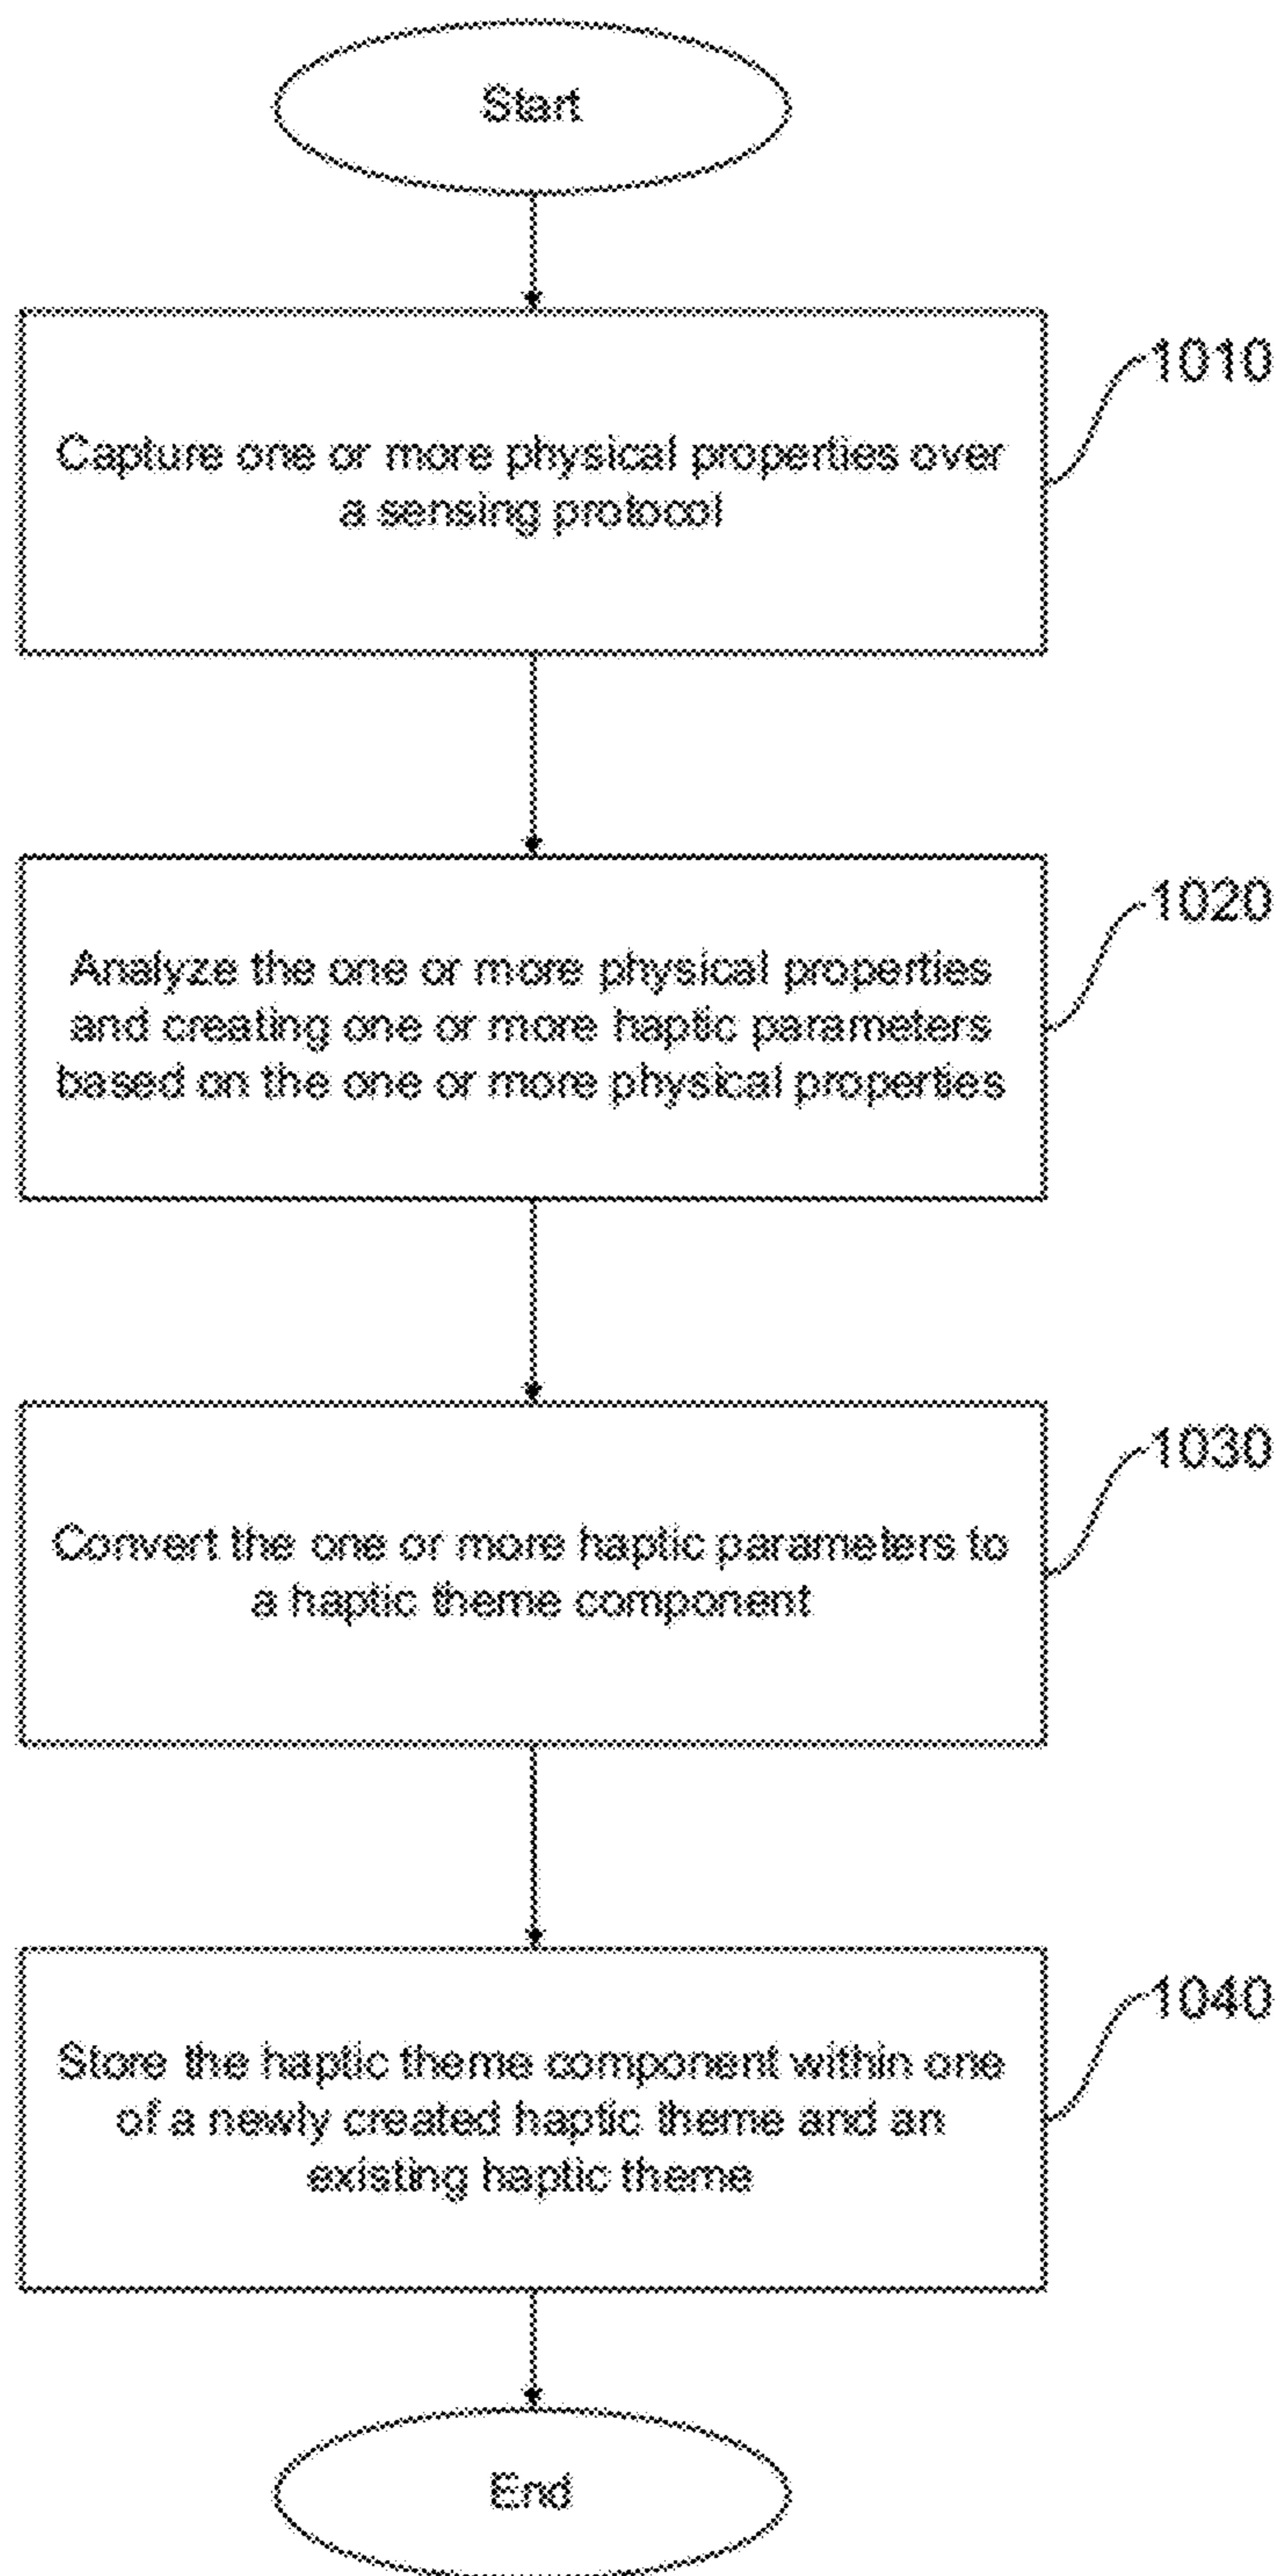 Start
1010
Capture one or more physical properties over
a sensing protocol
1020
Analyze the one or more physical properties
and creating one or more haptic parameters
based on the one or more physical properties
1030
Convert the one or more haptic parameters to
a haptic theme component
1040
Store the haptic theme component within one
of a newly created haptic theme and an
existing haptic theme
End